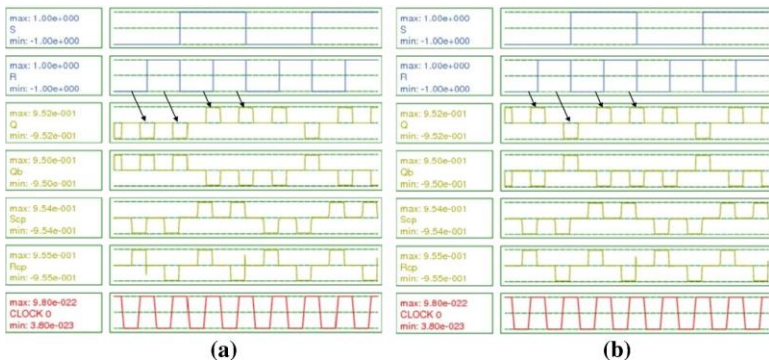 max: 1.00e+000
S
min: -1.00e+000
max: 1.00e+000
R
min: -1.00e+000
max: 9.52e-001
Q
min: -9.52e-001
max: 9.50e-001
Qb
min: -9.50e-001
max: 9.54e-001
Scp
min: -9.54e-001
max: 9.55e-001
Rcp
min: -9.55e-001
max: 9.80e-022
CLOCK 0
min: 3.80e-023
(a)
max: 1.00e+000
S
min: -1.00e+000
max: 1.00e+000
R
min: -1.00e+000
max: 9.52e-001
Q
min: -9.52e-001
max: 9.50e-001
Qb
min: -9.50e-001
max: 9.54e-001
Scp
min: -9.54e-001
max: 9.55e-001
Rcp
min: -9.55e-001
max: 9.80e-022
CLOCK 0
min: 3.80e-023
(b)